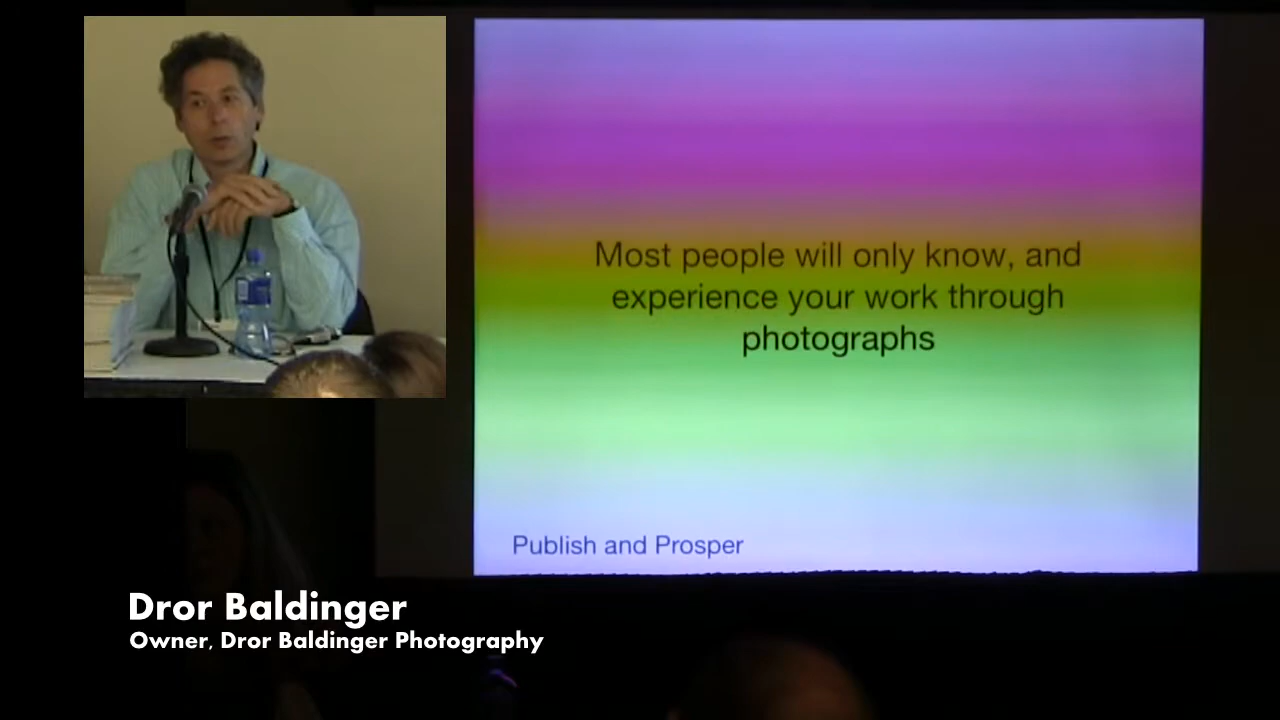 Most people will only know, and
experience your work through
photographs
Publish and Prosper
Dror Baldinger
Owner, Dror Baldinger Photography